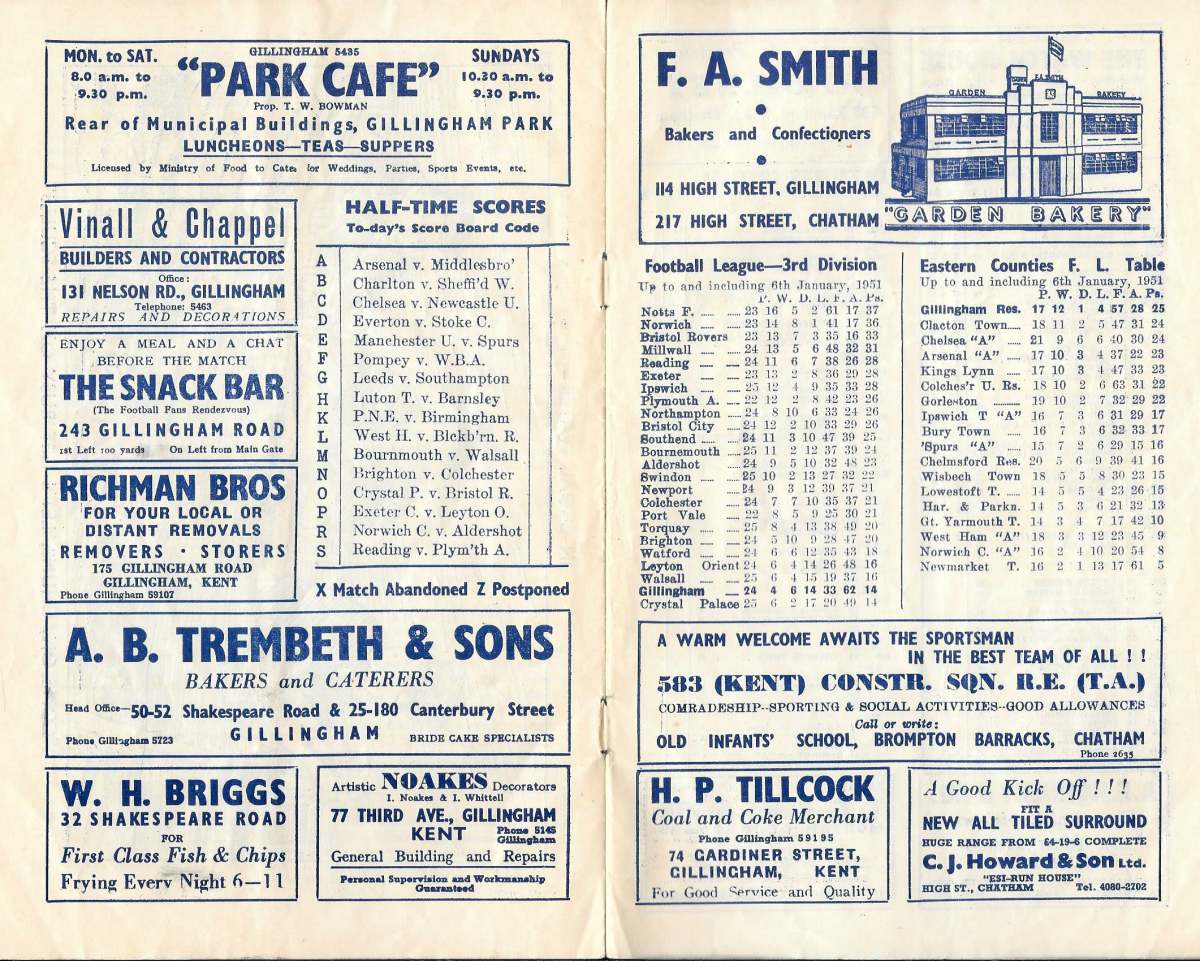 MON. to SAT.
8.0 a.m. to
9.30 p.m.
GILLINGHAM 5435
"PARK CAFE"
Prop. T. W. BOWMAN
SUNDAYS
10.30 a.m. to
9.30 p.m.
Rear of Municipal Buildings, GILLINGHAM PARK
LUNCHEONS—TEAS—SUPPERS
Licensed by Ministry of Food to Cater for Weddings, Parties, Sports Events, etc.
Vinall & Chappel
BUILDERS AND CONTRACTORS
Office:
131 NELSON RD., GILLINGHAM
Telephone: 5463
REPAIRS AND DECORATIONS
ENJOY A MEAL AND A CHAT
BEFORE THE MATCH
THE SNACK BAR
(The Football Fans Rendezvous)
243 GILLINGHAM ROAD
1st Left 100 yards On Left from Main Gate
RICHMAN BROS
FOR YOUR LOCAL OR
DISTANT REMOVALS
REMOVERS · STORERS
175 GILLINGHAM ROAD
GILLINGHAM, KENT
Phone Gillingham 59107
HALF-TIME SCORES
To-day's Score Board Code
A Arsenal v. Middlesbro'
B Charlton v. Sheffi'd W.
C Chelsea v. Newcastle U.
D Everton v. Stoke C.
E Manchester U. v. Spurs
F Pompey v. W.B.A.
G Leeds v. Southampton
H Luton T. v. Barnsley
K P.N.E. v. Birmingham
L West H. v. Blckb'rn. R.
M Bournmouth v. Walsall
N Brighton v. Colchester
O Crystal P. v. Bristol R.
P Exeter C. v. Leyton O.
R Norwich C. v. Aldershot
S Reading v. Plym'th A.
X Match Abandoned Z Postponed
A. B. TREMBETH & SONS
BAKERS and CATERERS
Head Office—50-52 Shakespeare Road & 25-180 Canterbury Street
Phone Gillingham 5723
GILLINGHAM
BRIDE CAKE SPECIALISTS
W. H. BRIGGS
32 SHAKESPEARE ROAD
FOR
First Class Fish & Chips
Frying Every Night 6—11
Artistic NOAKES Decorators
I. Noakes & I. Whittell
77 THIRD AVE., GILLINGHAM
KENT Phone 5145
Gillingham
General Building and Repairs
Personal Supervision and Workmanship
Guaranteed
F. A. SMITH
Bakers and Confectioners
114 HIGH STREET, GILLINGHAM
217 HIGH STREET, CHATHAM
GARDEN
BAKERY
"GARDEN BAKERY"
Football League—3rd Division
Up to and including 6th January, 1951
P. W. D. L. F. A. Ps.
Notts F. 23 16 5 2 61 17 37
Norwich 23 14 8 1 41 17 36
Bristol Rovers 23 13 7 3 35 16 33
Millwall 24 13 5 6 48 32 31
Reading 24 11 6 7 38 26 28
Exeter 23 13 2 8 36 29 28
Ipswich 25 12 4 9 35 33 28
Plymouth A. 22 12 2 8 42 23 26
Northampton 24 8 10 6 33 24 26
Bristol City 24 12 2 10 33 29 26
Southend 24 11 3 10 47 39 25
Bournemouth 25 11 2 12 37 39 24
Aldershot 24 9 5 10 32 48 23
Swindon 25 10 2 13 27 32 22
Newport 24 9 3 12 39 37 21
Colchester 24 7 7 10 35 37 21
Port Vale 22 8 5 9 25 30 21
Torquay 25 8 4 13 38 49 20
Brighton 24 5 10 9 28 47 20
Watford 24 6 6 12 35 43 18
Leyton Orient 24 6 4 14 26 48 16
Walsall 25 6 4 15 19 37 16
Gillingham 24 4 6 14 33 62 14
Crystal Palace 25 6 2 17 20 49 14
Eastern Counties F. L. Table
Up to and including 6th January, 1951
P. W. D. L. F. A. Ps.
Gillingham Res. 17 12 1 4 57 28 25
Clacton Town 18 11 2 5 47 31 24
Chelsea "A" 21 9 6 6 40 30 24
Arsenal "A" 17 10 3 4 37 22 23
Kings Lynn 17 10 3 4 47 33 23
Colches'r U. Rs. 18 10 2 6 63 31 22
Gorleston 19 10 2 7 32 29 22
Ipswich T "A" 16 7 3 6 31 29 17
Bury Town 16 7 3 6 32 33 17
'Spurs "A" 15 7 2 6 29 15 16
Chelmsford Res. 20 5 6 9 39 41 16
Wisbech Town 18 5 5 8 30 23 15
Lowestoft T. 14 5 5 4 23 26 15
Har. & Parkn. 14 5 3 6 21 32 13
Gt. Yarmouth T. 14 3 4 7 17 42 10
West Ham "A" 18 3 3 12 23 45 9
Norwich C. "A" 16 2 4 10 20 54 8
Newmarket T. 16 2 1 13 17 61 5
A WARM WELCOME AWAITS THE SPORTSMAN
IN THE BEST TEAM OF ALL ! !
583 (KENT) CONSTR. SQN. R.E. (T.A.)
COMRADESHIP--SPORTING & SOCIAL ACTIVITIES--GOOD ALLOWANCES
Call or write:
OLD INFANTS' SCHOOL, BROMPTON BARRACKS, CHATHAM
Phone 2635
H. P. TILLCOCK
Coal and Coke Merchant
Phone Gillingham 59195
74 GARDINER STREET,
GILLINGHAM, KENT
For Good Service and Quality
A Good Kick Off ! ! !
FIT A
NEW ALL TILED SURROUND
HUGE RANGE FROM £4-19-6 COMPLETE
C. J. Howard & Son Ltd.
"ESI-RUN HOUSE"
HIGH ST., CHATHAM Tel. 4080-2702